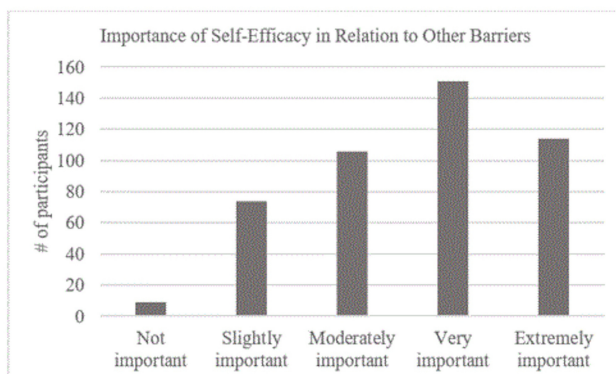 Importance of Self-Efficacy in Relation to Other Barriers
# of participants
160
140
120
100
80
60
40
20
0
Not important
Slightly important
Moderately important
Very important
Extremely important